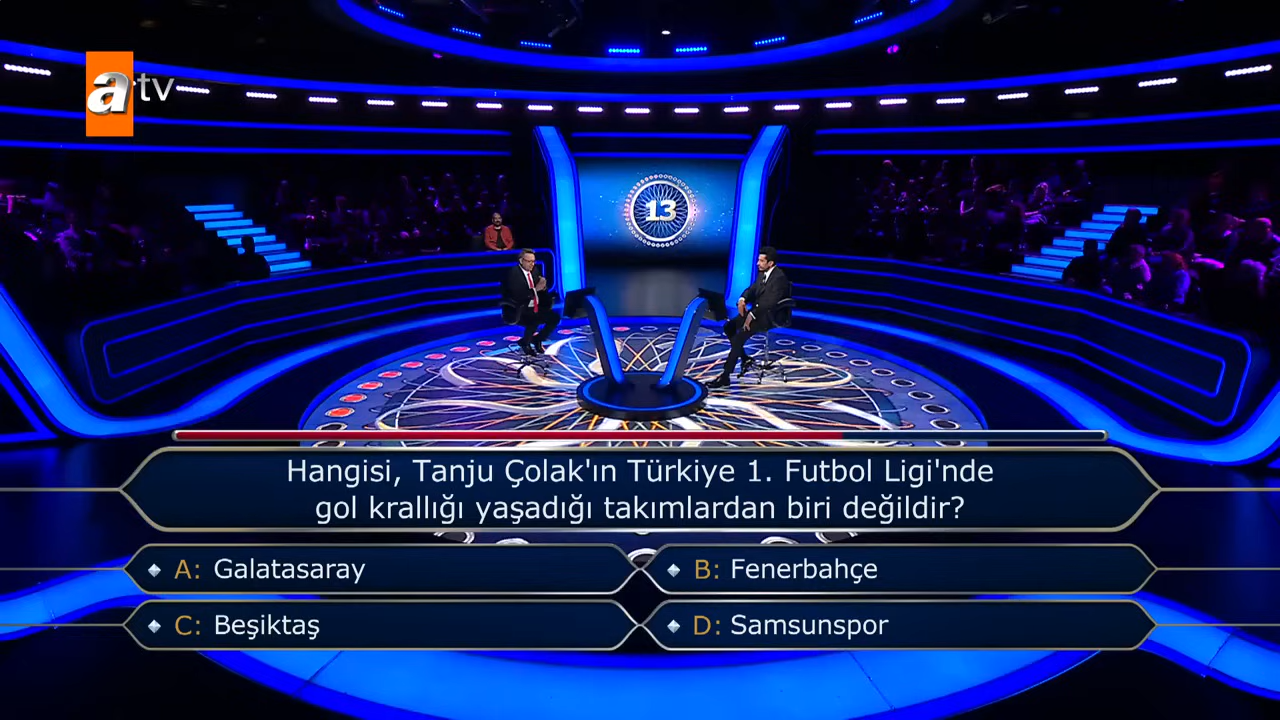 atv
13
Hangisi, Tanju Çolak'ın Türkiye 1. Futbol Ligi'nde
gol krallığı yaşadığı takımlardan biri değildir?
A: Galatasaray
B: Fenerbahçe
C: Beşiktaş
D: Samsunspor